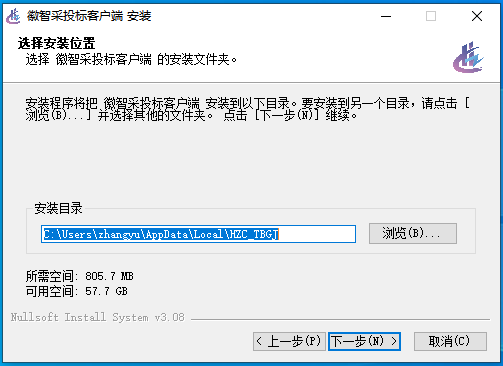 徽智采投标客户端 安装
选择安装位置
选择 徽智采投标客户端 的安装文件夹。
安装程序将把 徽智采投标客户端 安装到以下目录。要安装到另一个目录，请点击 [
浏览(B)...] 并选择其他的文件夹。 点击 [下一步(N)] 继续。
安装目录
C:\Users\zhangyu\AppData\Local\HZC_TBGJ
浏览(B)...
所需空间: 805.7 MB
可用空间: 57.7 GB
Nullsoft Install System v3.08
< 上一步(P)
下一步(N) >
取消(C)